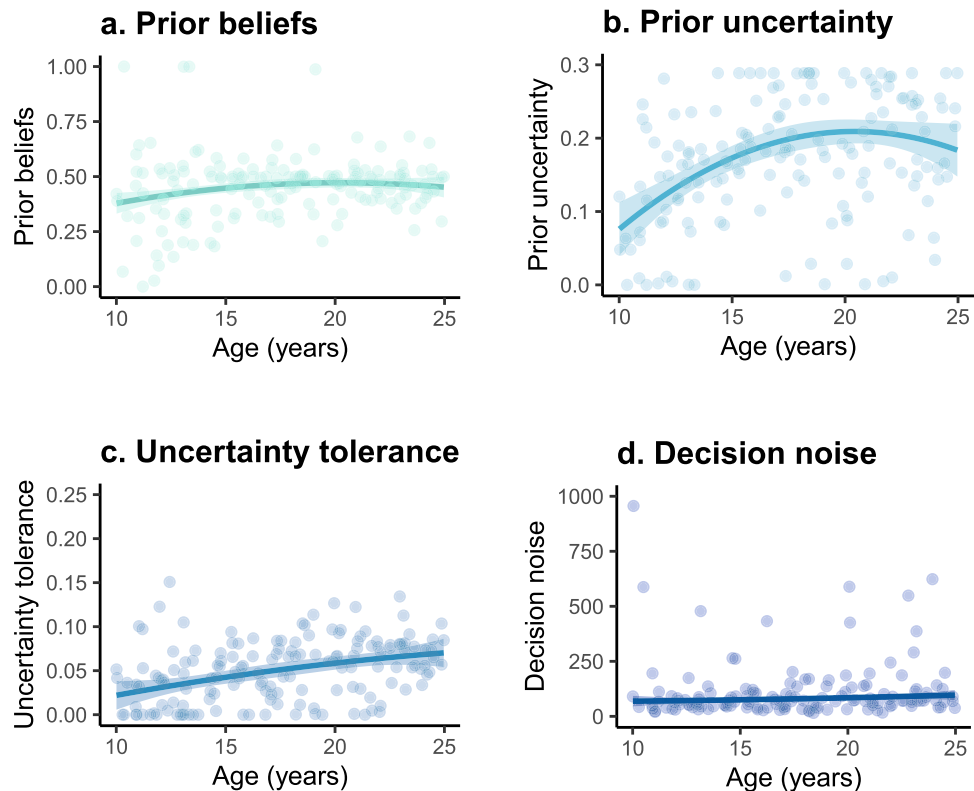 a. Prior beliefs
Prior beliefs
1.00
0.75
0.50
0.25
0.00
10 15 20 25
Age (years)
b. Prior uncertainty
Prior uncertainty
0.3
0.2
0.1
0.0
10 15 20 25
Age (years)
c. Uncertainty tolerance
Uncertainty tolerance
0.25
0.20
0.15
0.10
0.05
0.00
10 15 20 25
Age (years)
d. Decision noise
Decision noise
1000
750
500
250
0
10 15 20 25
Age (years)